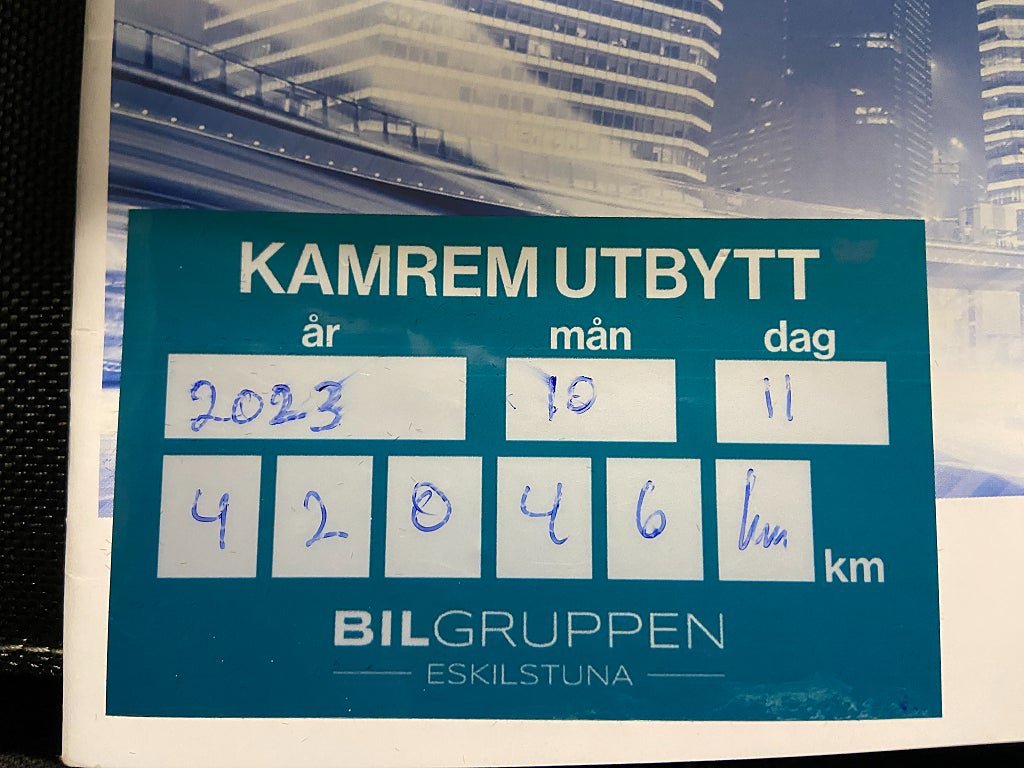 KAMREM UTBYTT
år mån dag
2023 10 11
4 2 0 4 6 km km
BILGRUPPEN
ESKILSTUNA